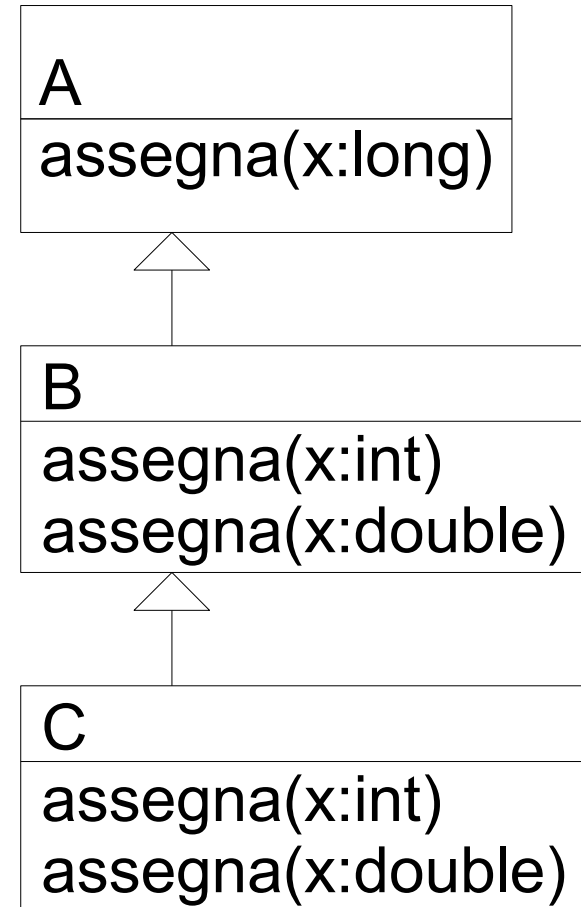 A
assegna(x:long)
B
assegna(x:int)
assegna(x:double)
C
assegna(x:int)
assegna(x:double)